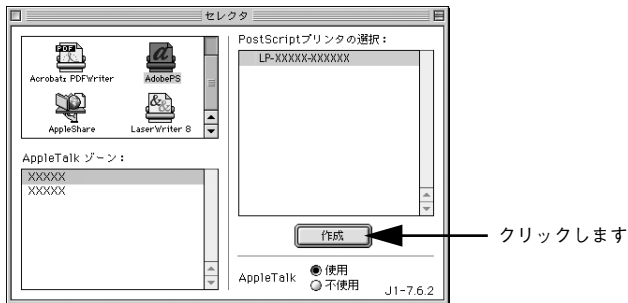 セレクタ
PostScriptプリンタの選択：
LP-XXXXX-XXXXXX
PDF
Acrobat™ PDFWriter
AdobePS
AppleShare
LaserWriter 8
AppleTalk ゾーン：
XXXXX
XXXXX
作成
クリックします
AppleTalk
使用
不使用
J1-7.6.2